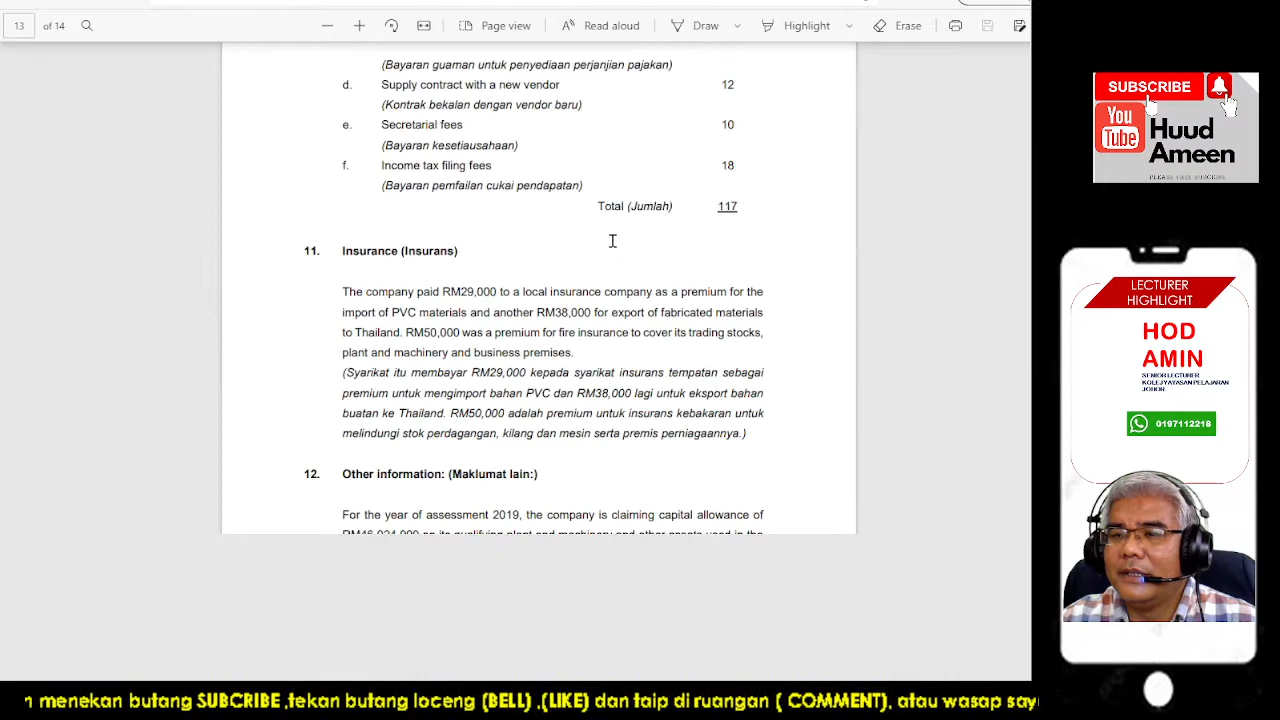 13 of 14 Page view Read aloud Draw Highlight Erase
(Bayaran guaman untuk penyediaan perjanjian pajakan)
d. Supply contract with a new vendor 12
(Kontrak bekalan dengan vendor baru)
e. Secretarial fees 10
(Bayaran kesetiausahaan)
f. Income tax filing fees 18
(Bayaran pemfailan cukai pendapatan)
Total (Jumlah) 117
11. Insurance (Insurans)
The company paid RM29,000 to a local insurance company as a premium for the
import of PVC materials and another RM38,000 for export of fabricated materials
to Thailand. RM50,000 was a premium for fire insurance to cover its trading stocks,
plant and machinery and business premises.
(Syarikat itu membayar RM29,000 kepada syarikat insurans tempatan sebagai
premium untuk mengimport bahan PVC dan RM38,000 lagi untuk eksport bahan
buatan ke Thailand. RM50,000 adalah premium untuk insurans kebakaran untuk
melindungi stok perdagangan, kilang dan mesin serta premis perniagaannya.)
12. Other information: (Maklumat lain:)
For the year of assessment 2019, the company is claiming capital allowance of
SUBSCRIBE
You
Tube
Huud
Ameen
PLEASE SUBSCRIBE
LECTURER
HIGHLIGHT
HOD
AMIN
SENIOR LECTURER
KOLEJ YAYASAN PELAJARAN
JOHOR
0197112218
n menekan butang SUBCRIBE ,tekan butang loceng (BELL) ,(LIKE) dan taip di ruangan ( COMMENT), atau wasap say